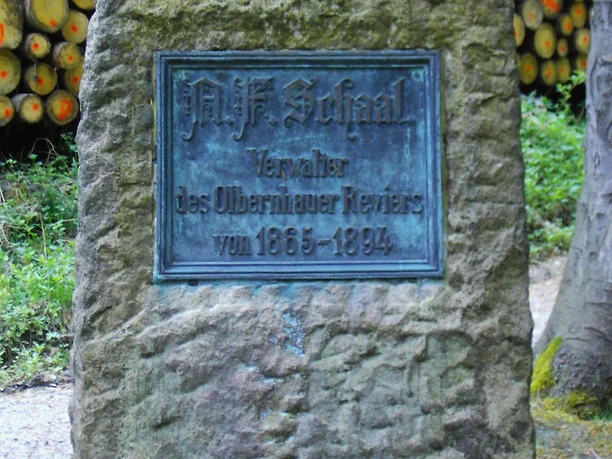 A. F. Schaal
Verwalter
des Olbernhauer Reviers
von 1865-1894